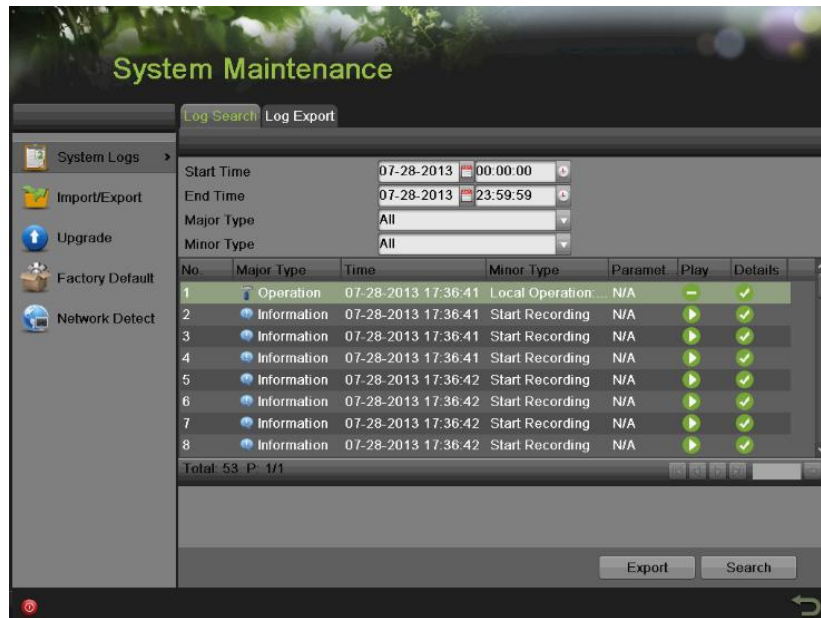 System Maintenance
Log Search Log Export
System Logs
Import/Export
Upgrade
Factory Default
Network Detect
Start Time 07-28-2013 00:00:00
End Time 07-28-2013 23:59:59
Major Type All
Minor Type All
No. Major Type Time Minor Type Paramet.. Play Details
1 Operation 07-28-2013 17:36:41 Local Operation:... N/A
2 Information 07-28-2013 17:36:41 Start Recording N/A
3 Information 07-28-2013 17:36:41 Start Recording N/A
4 Information 07-28-2013 17:36:41 Start Recording N/A
5 Information 07-28-2013 17:36:42 Start Recording N/A
6 Information 07-28-2013 17:36:42 Start Recording N/A
7 Information 07-28-2013 17:36:42 Start Recording N/A
8 Information 07-28-2013 17:36:42 Start Recording N/A
Total: 53 P: 1/1
Export Search